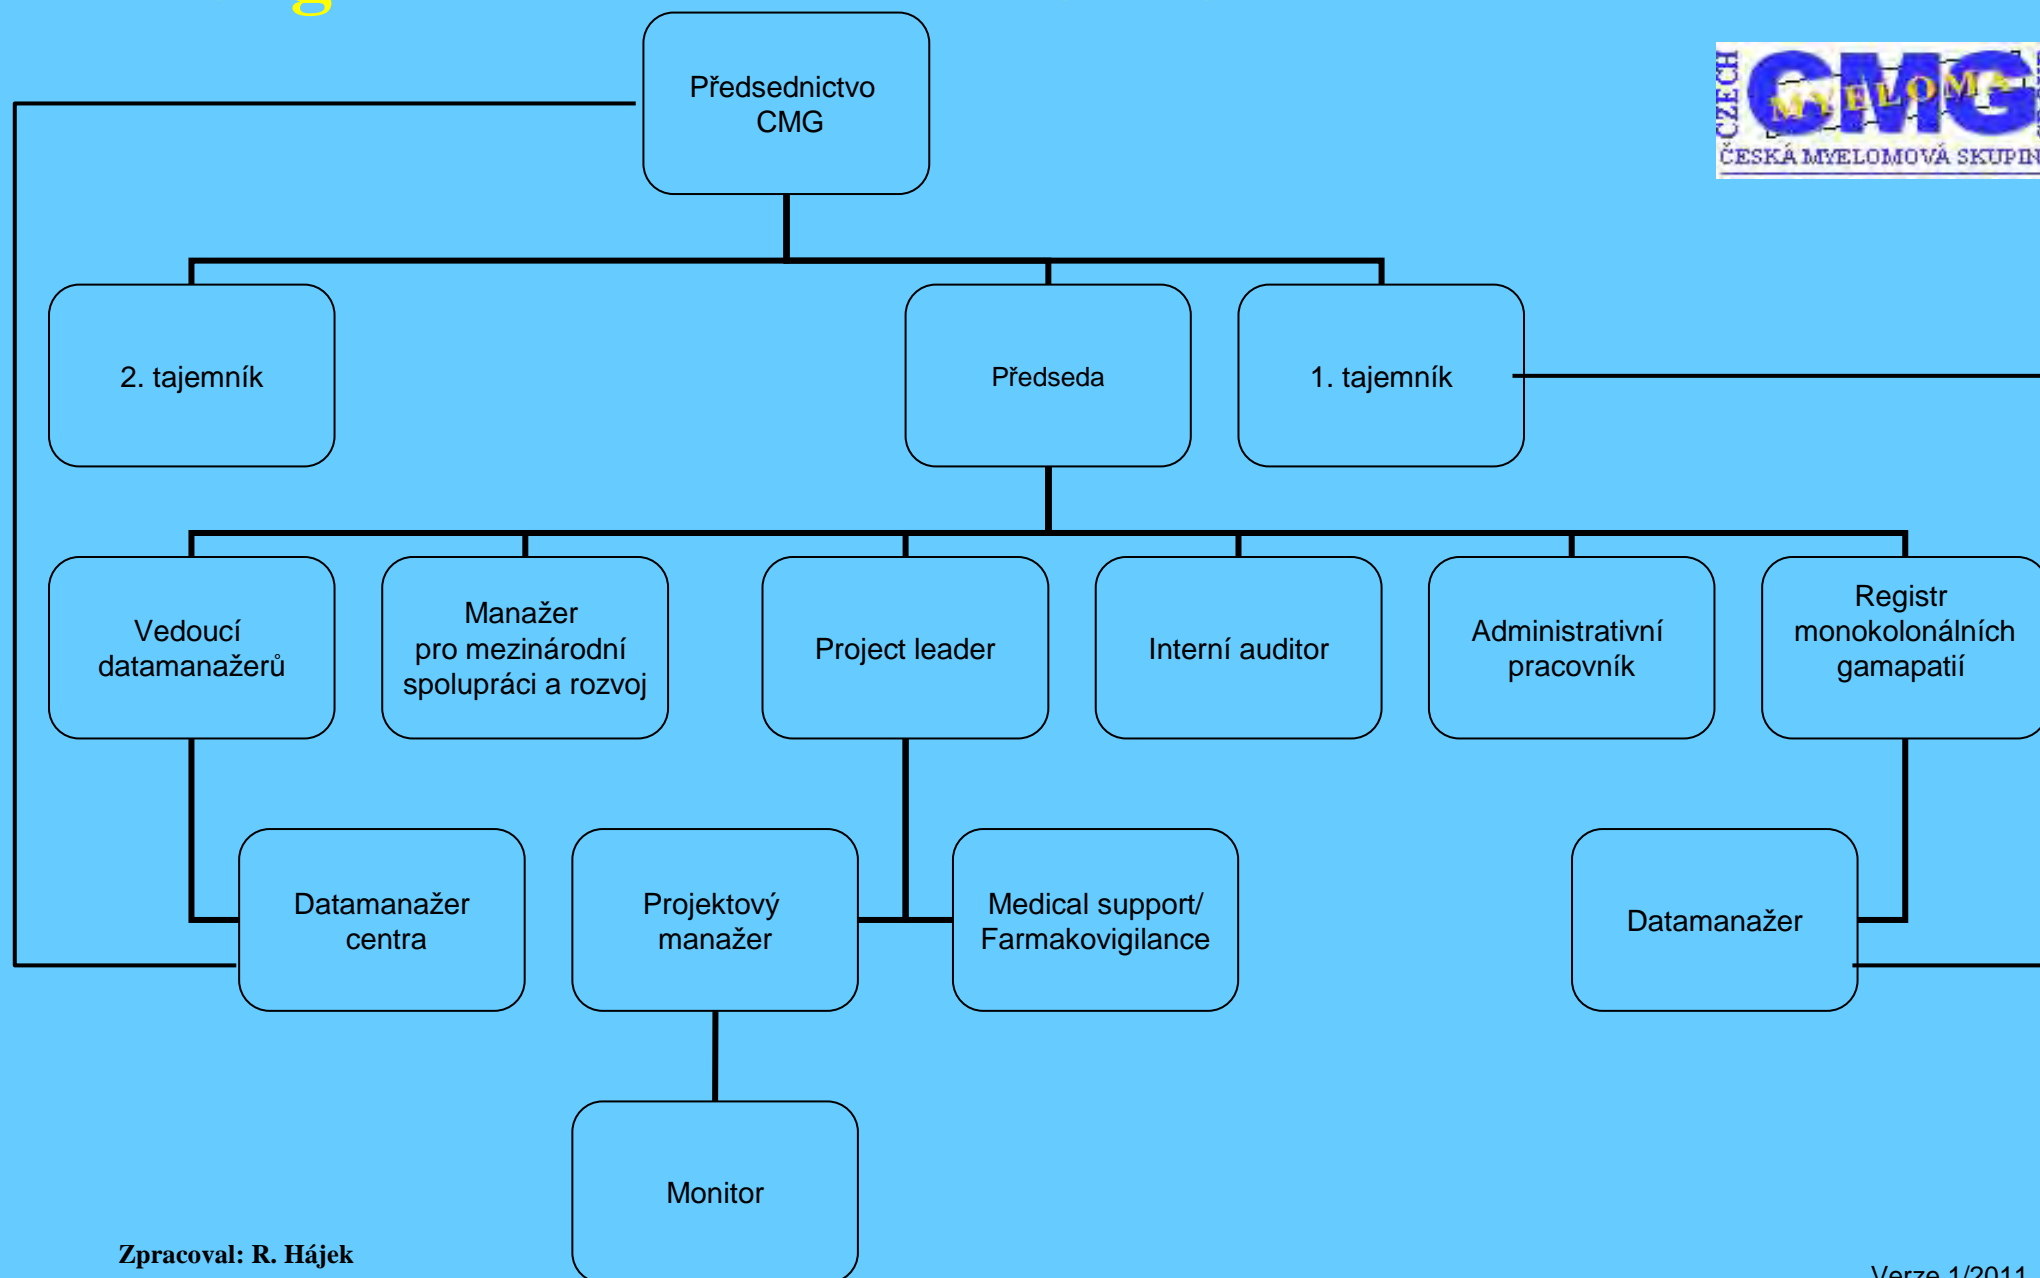 Předsednictvo
CMG
CZECH
CMG
MYELOMA
ČESKÁ MYELOMOVÁ SKUPIN
2. tajemník
Předseda
1. tajemník
Vedoucí
datamanažerů
Manažer
pro mezinárodní
spolupráci a rozvoj
Project leader
Interní auditor
Administrativní
pracovník
Registr
monokolonálních
gamapatií
Datamanažer
centra
Projektový
manažer
Medical support/
Farmakovigilance
Datamanažer
Monitor
Zpracoval: R. Hájek
Verze 1/2011